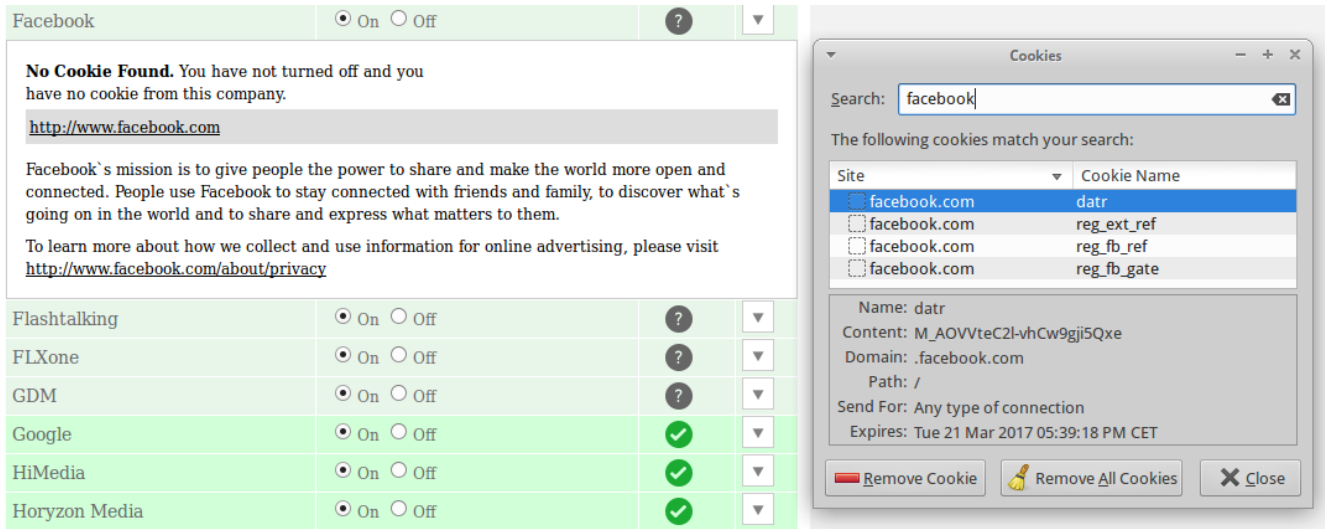 Facebook On Off ?
No Cookie Found. You have not turned off and you
have no cookie from this company.
http://www.facebook.com
Facebook`s mission is to give people the power to share and make the world more open and
connected. People use Facebook to stay connected with friends and family, to discover what`s
going on in the world and to share and express what matters to them.
To learn more about how we collect and use information for online advertising, please visit
http://www.facebook.com/about/privacy
Flashtalking On Off ?
FLXone On Off ?
GDM On Off ?
Google On Off
HiMedia On Off
Horyzon Media On Off
Cookies
Search: facebook
The following cookies match your search:
Site Cookie Name
facebook.com datr
facebook.com reg_ext_ref
facebook.com reg_fb_ref
facebook.com reg_fb_gate
Name: datr
Content: M_AOVVteC2l-vhCw9gji5Qxe
Domain: .facebook.com
Path: /
Send For: Any type of connection
Expires: Tue 21 Mar 2017 05:39:18 PM CET
Remove Cookie Remove All Cookies Close